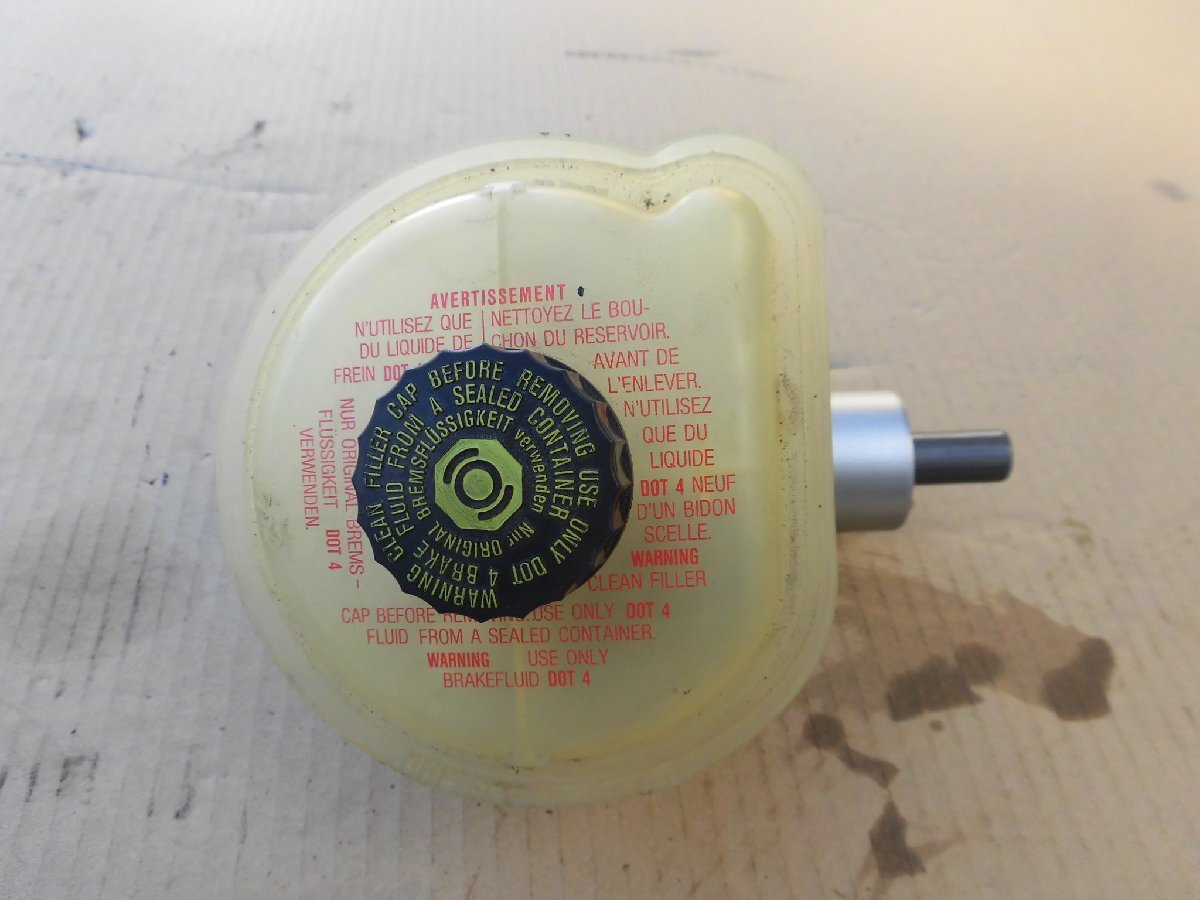 AVERTISSEMENT
N'UTILISEZ QUE
DU LIQUIDE DE
FREIN DOT
NETTOYEZ LE BOU-
CHON DU RESERVOIR.
AVANT DE
L'ENLEVER.
N'UTILISEZ
QUE DU
LIQUIDE
DOT 4 NEUF
D'UN BIDON
SCELLE.
WARNING
CLEAN FILLER
CAP BEFORE REMOVING. USE ONLY DOT 4
FLUID FROM A SEALED CONTAINER.
WARNING USE ONLY
BRAKEFLUID DOT 4
NUR ORIGINAL BREMS-
FLÜSSIGKEIT DOT 4
VERWENDEN.
WARNING CLEAN FILLER CAP BEFORE REMOVING USE ONLY DOT 4 BRAKE FLUID FROM A SEALED CONTAINER
Nur ORIGINAL BREMSFLÜSSIGKEIT verwenden